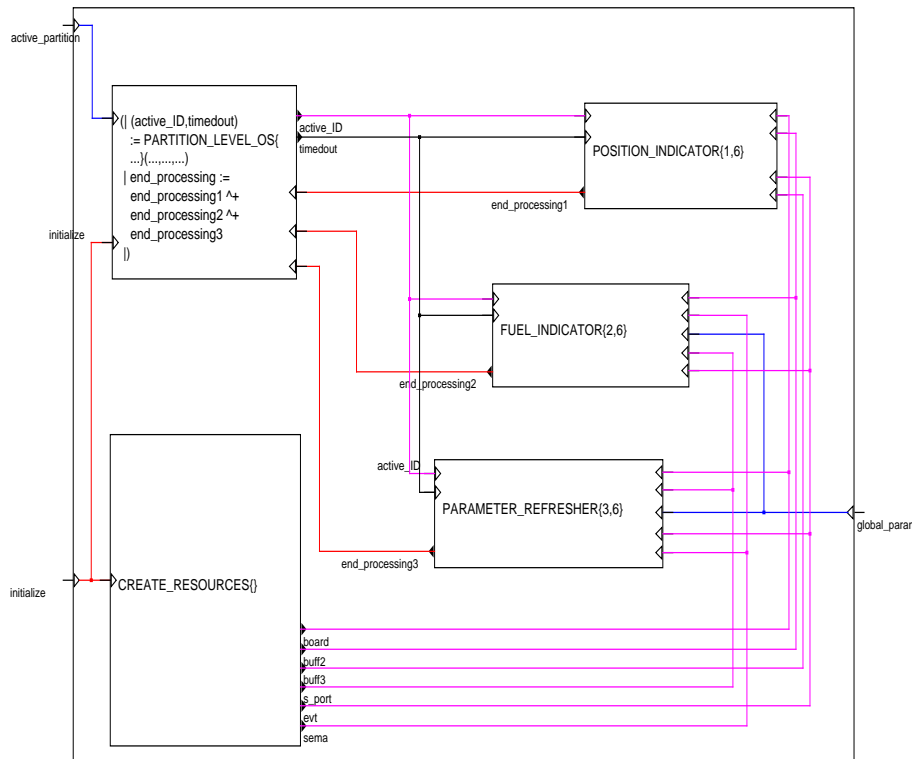 active_partition
(| (active_ID,timedout)
:= PARTITION_LEVEL_OS{
...}(...,...,...)
| end_processing :=
end_processing1 ^+
end_processing2 ^+
end_processing3
|)
initialize
active_ID
timedout
end_processing1
POSITION_INDICATOR{1,6}
FUEL_INDICATOR{2,6}
end_processing2
active_ID
PARAMETER_REFRESHER{3,6}
end_processing3
global_par
initialize
CREATE_RESOURCES{}
board
buff2
buff3
s_port
evt
sema